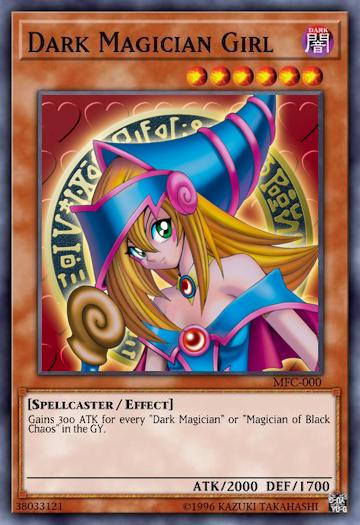 Dark Magician Girl
DARK
闇
MFC-000
[Spellcaster / Effect]
Gains 300 ATK for every "Dark Magician" or "Magician of Black
Chaos" in the GY.
ATK/2000 DEF/1700
38033121
©1996 KAZUKI TAKAHASHI